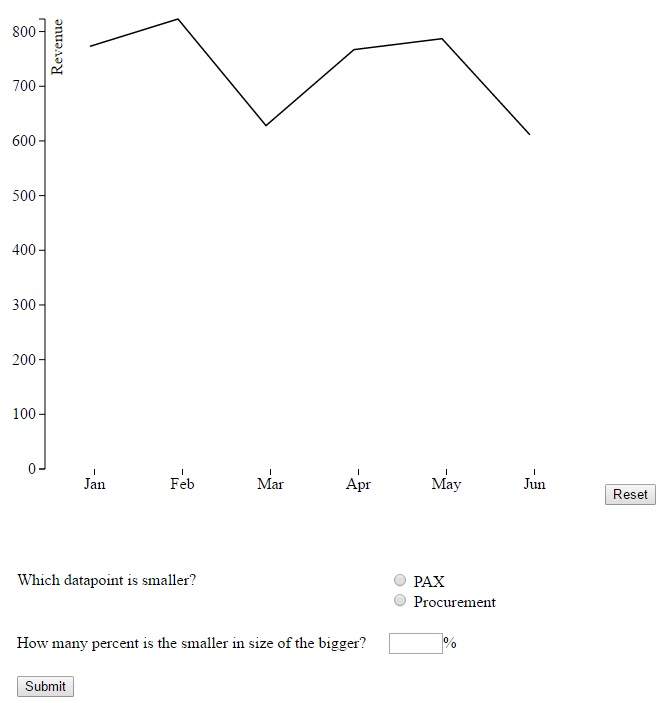 Revenue
800
700
600
500
400
300
200
100
0
Jan Feb Mar Apr May Jun
Reset
Which datapoint is smaller?
PAX
Procurement
How many percent is the smaller in size of the bigger? %
Submit